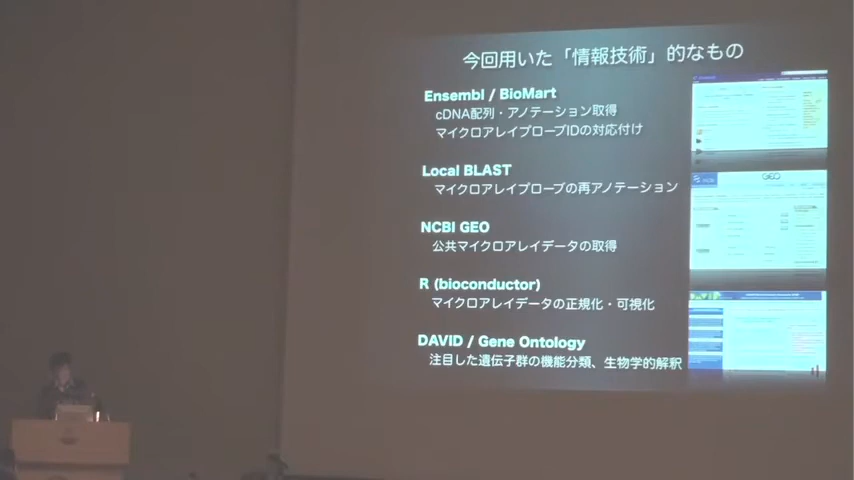 今回用いた「情報技術」的なもの
Ensembl / BioMart
cDNA配列・アノテーション取得
マイクロアレイプローブIDの対応付け
Local BLAST
マイクロアレイプローブの再アノテーション
NCBI GEO
公共マイクロアレイデータの取得
R (bioconductor)
マイクロアレイデータの正規化・可視化
DAVID / Gene Ontology
注目した遺伝子群の機能分類、生物学的解釈
NCBI
GEO